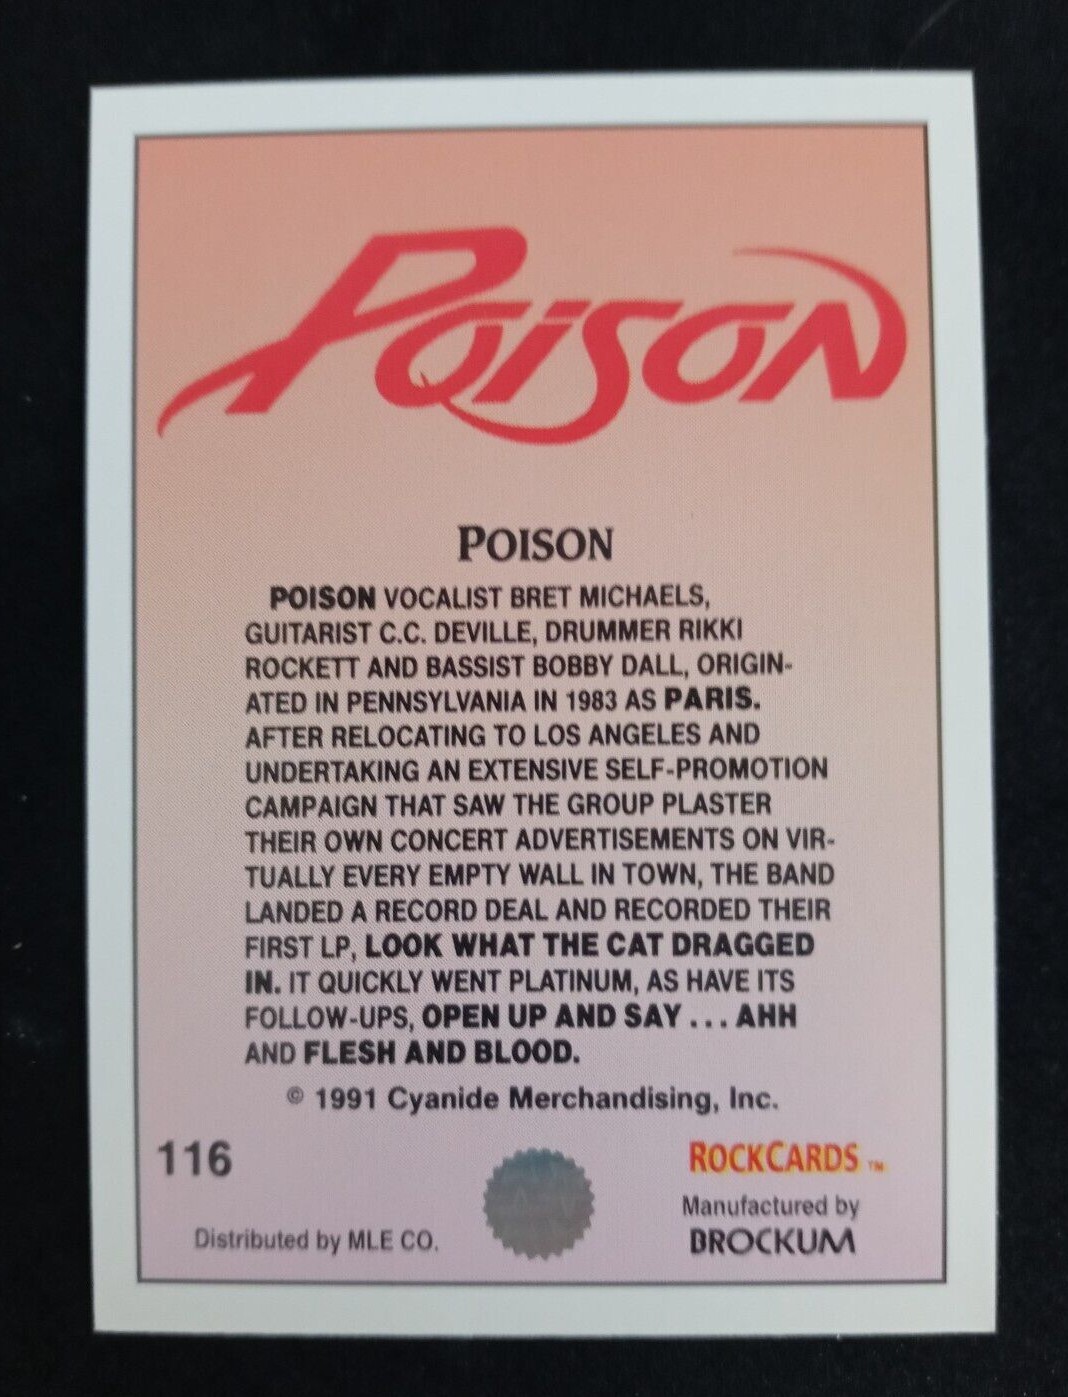 Poison
POISON
POISON VOCALIST BRET MICHAELS,
GUITARIST C.C. DEVILLE, DRUMMER RIKKI
ROCKETT AND BASSIST BOBBY DALL, ORIGIN-
ATED IN PENNSYLVANIA IN 1983 AS PARIS.
AFTER RELOCATING TO LOS ANGELES AND
UNDERTAKING AN EXTENSIVE SELF-PROMOTION
CAMPAIGN THAT SAW THE GROUP PLASTER
THEIR OWN CONCERT ADVERTISEMENTS ON VIR-
TUALLY EVERY EMPTY WALL IN TOWN, THE BAND
LANDED A RECORD DEAL AND RECORDED THEIR
FIRST LP, LOOK WHAT THE CAT DRAGGED
IN. IT QUICKLY WENT PLATINUM, AS HAVE ITS
FOLLOW-UPS, OPEN UP AND SAY . . . AHH
AND FLESH AND BLOOD.
© 1991 Cyanide Merchandising, Inc.
116
Distributed by MLE CO.
ROCKCARDS ™
Manufactured by
BROCKUM